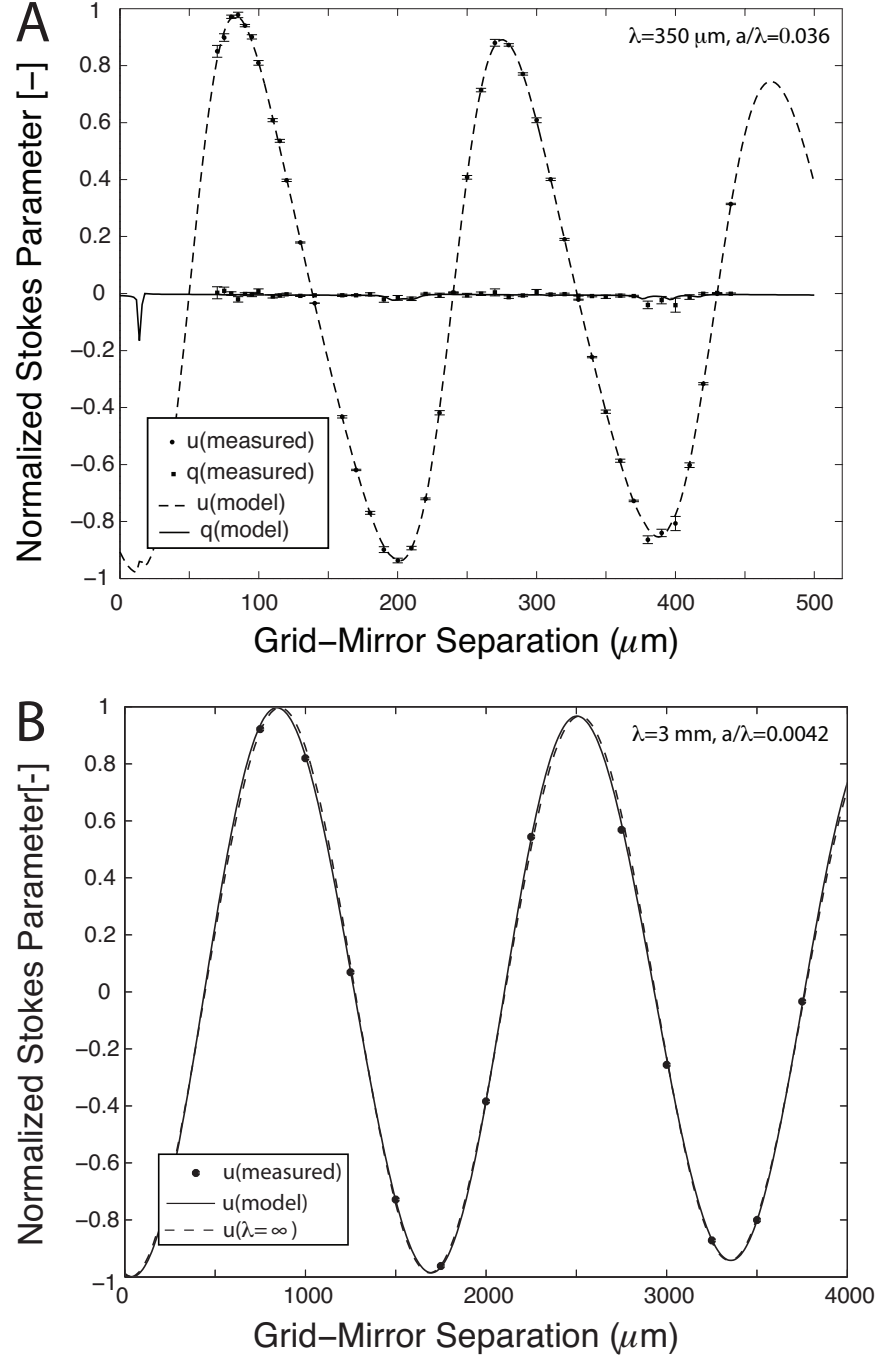 A
λ=350 μm, a/λ=0.036
Normalized Stokes Parameter [−]
1
0.8
0.6
0.4
0.2
0
−0.2
−0.4
−0.6
−0.8
−1
u(measured)
q(measured)
u(model)
q(model)
0 100 200 300 400 500
Grid−Mirror Separation (μm)
B
λ=3 mm, a/λ=0.0042
Normalized Stokes Parameter[-]
1
0.8
0.6
0.4
0.2
0
−0.2
−0.4
−0.6
−0.8
−1
u(measured)
u(model)
u(λ=∞)
0 1000 2000 3000 4000
Grid−Mirror Separation (μm)